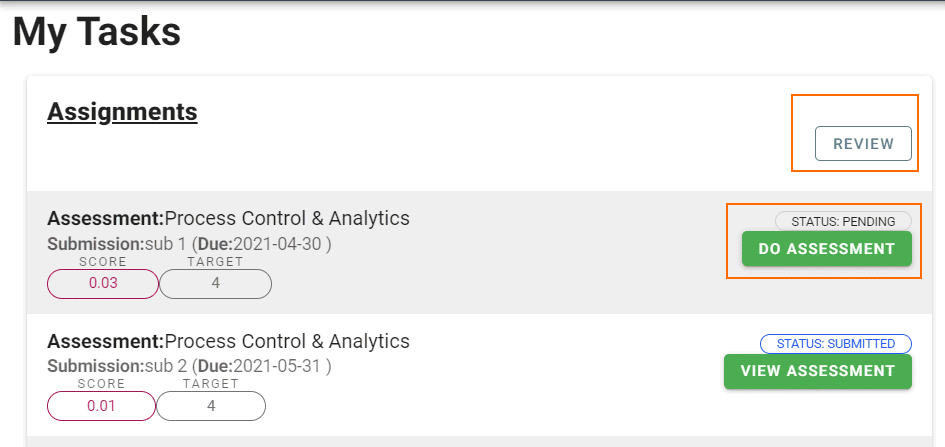 My Tasks
Assignments
REVIEW
Assessment:Process Control & Analytics
STATUS: PENDING
Submission:sub 1 (Due:2021-04-30 )
DO ASSESSMENT
SCORE TARGET
0.03 4
Assessment:Process Control & Analytics
STATUS: SUBMITTED
Submission:sub 2 (Due:2021-05-31 )
VIEW ASSESSMENT
SCORE TARGET
0.01 4